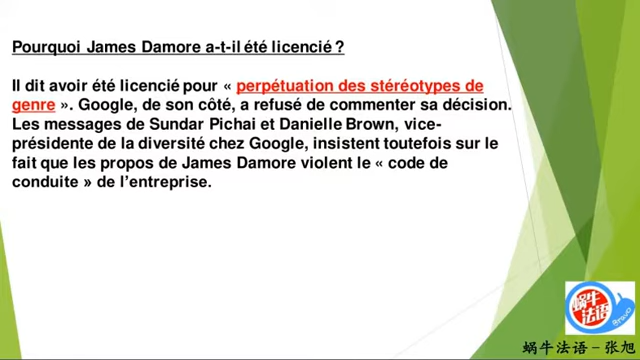 Pourquoi James Damore a-t-il été licencié ?
Il dit avoir été licencié pour « perpétuation des stéréotypes de
genre ». Google, de son côté, a refusé de commenter sa décision.
Les messages de Sundar Pichai et Danielle Brown, vice-
présidente de la diversité chez Google, insistent toutefois sur le
fait que les propos de James Damore violent le « code de
conduite » de l’entreprise.
蜗牛
法语
蜗牛法语 – 张旭